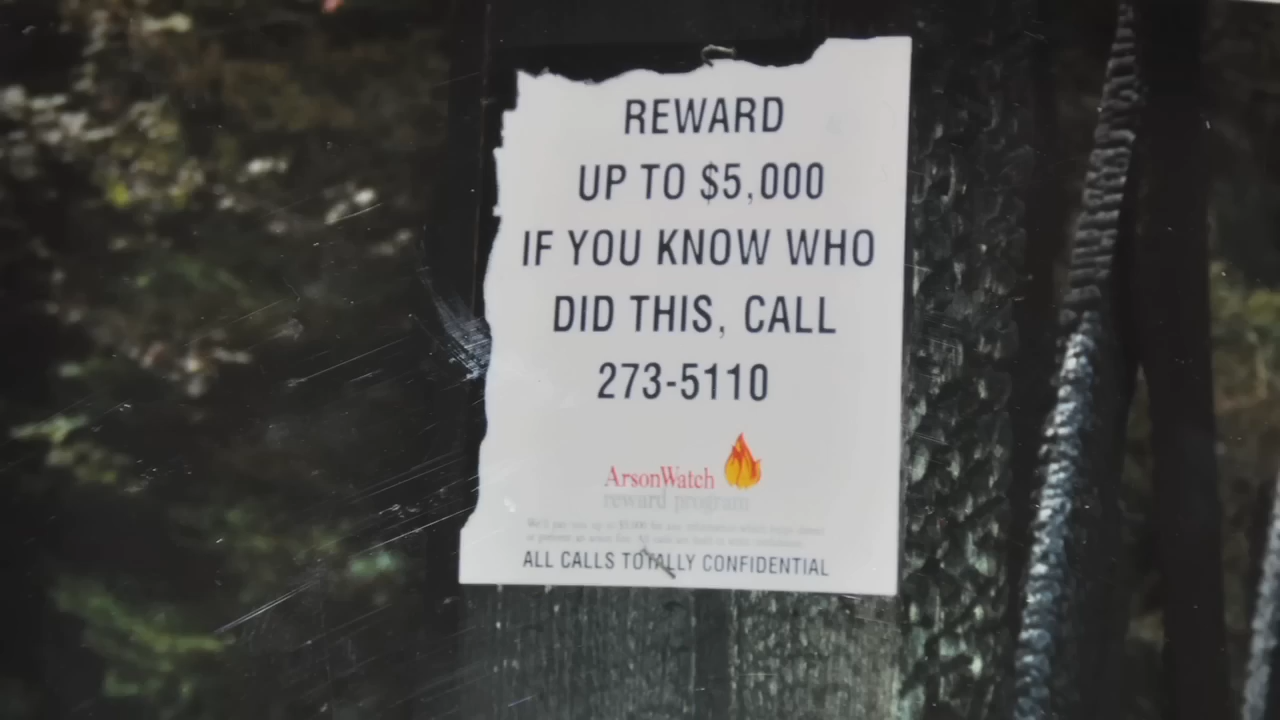 REWARD
UP TO $5,000
IF YOU KNOW WHO
DID THIS, CALL
273-5110
ArsonWatch
reward program
ALL CALLS TOTALLY CONFIDENTIAL